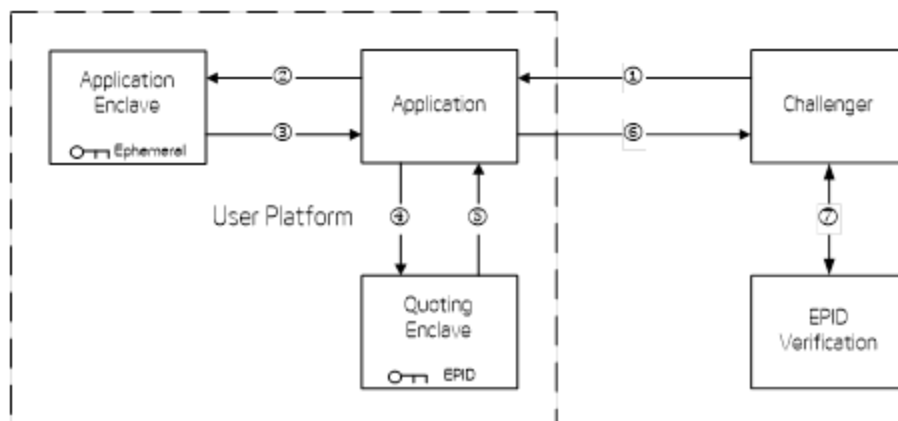 Application
Enclave
Ephemeral
②
③
Application
①
⑥
Challenger
User Platform
④
⑤
⑦
Quoting
Enclave
EPID
EPID
Verification